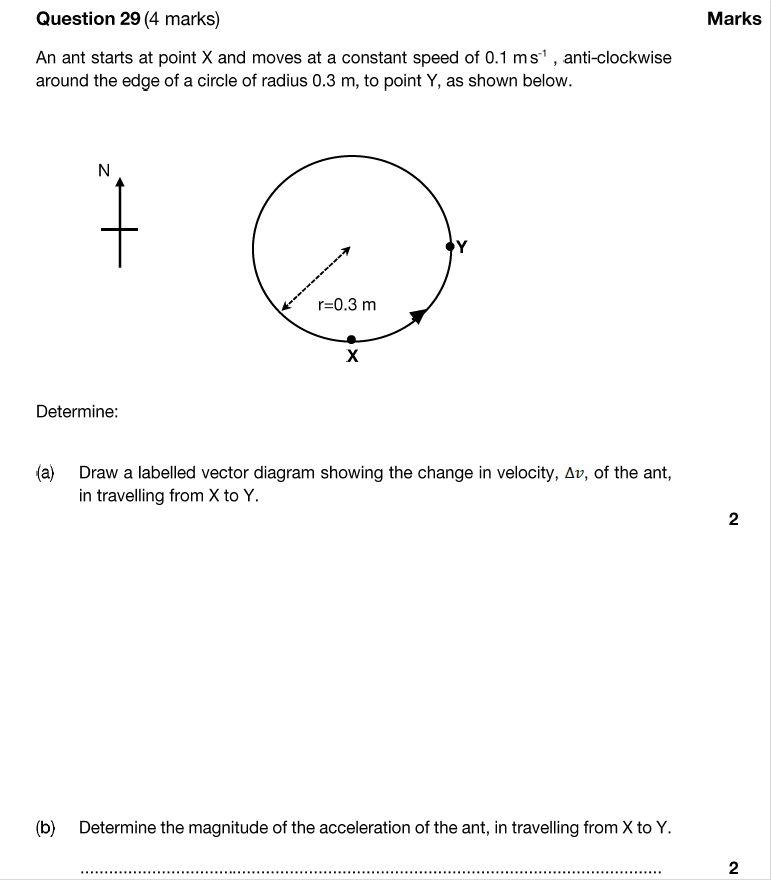 Question 29 (4 marks) Marks
An ant starts at point X and moves at a constant speed of 0.1 m s⁻¹ , anti-clockwise
around the edge of a circle of radius 0.3 m, to point Y, as shown below.
N
Y
r=0.3 m
X
Determine:
(a) Draw a labelled vector diagram showing the change in velocity, Δv, of the ant,
in travelling from X to Y.
2
(b) Determine the magnitude of the acceleration of the ant, in travelling from X to Y.
2